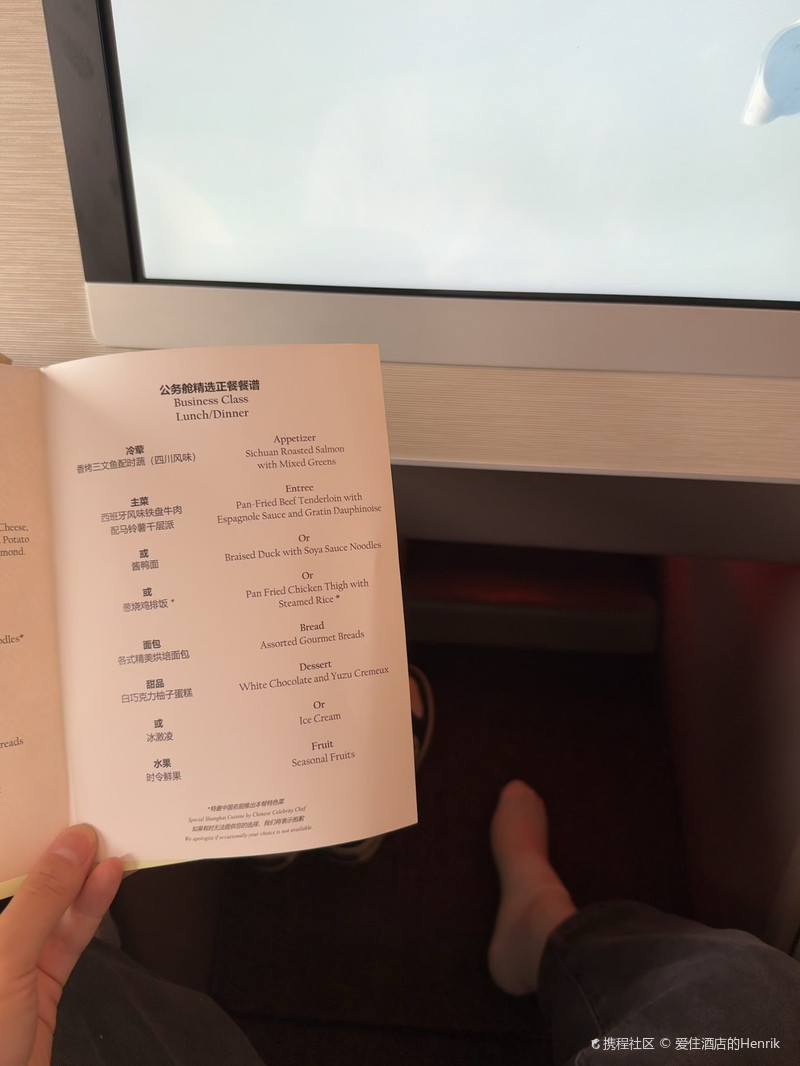 Cheese,
Potato
mond.
odles*
reads
公务舱精选正餐餐谱
Business Class
Lunch/Dinner
冷荤
香烤三文鱼配时蔬（四川风味）
Appetizer
Sichuan Roasted Salmon
with Mixed Greens
主菜
西班牙风味铁盘牛肉
配马铃薯千层派
Entree
Pan-Fried Beef Tenderloin with
Espagnole Sauce and Gratin Dauphinoise
或
酱鸭面
Or
Braised Duck with Soya Sauce Noodles
或
葱烧鸡排饭 *
Or
Pan Fried Chicken Thigh with
Steamed Rice *
面包
各式精美烘培面包
Bread
Assorted Gourmet Breads
甜品
白巧克力柚子蛋糕
Dessert
White Chocolate and Yuzu Cremeux
或
冰激凌
Or
Ice Cream
水果
时令鲜果
Fruit
Seasonal Fruits
*特邀中国名厨推出本帮特色菜
Special Shanghai Cuisine by Chinese Celebrity Chef
如果有时无法提供您的选择，我们将表示抱歉
We apologize if occasionally your choice is not available
携程社区 © 爱住酒店的Henrik